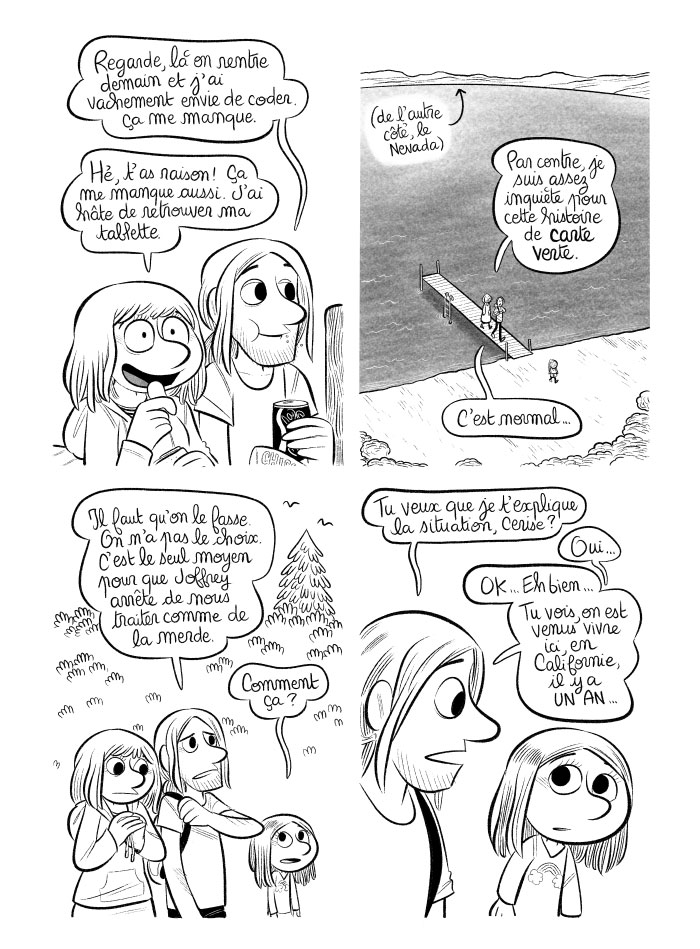 Regarde, là on rentre
demain et j'ai
vachement envie de coder.
Ça me manque.
Hé, t'as raison! Ça
me manque aussi. J'ai
hâte de retrouver ma
tablette.
CHIPS
(de l'autre
côté, le
Nevada)
Par contre, je
suis assez
inquiète pour
cette histoire
de carte
verte.
C'est normal...
Il faut qu'on le fasse.
On n'a pas le choix.
C'est le seul moyen
pour que Joffrey
arrête de nous
traiter comme de
la merde.
Comment
ça?
Tu veux que je t'explique
la situation, Cerise?
Oui...
OK... Eh bien...
Tu vois, on est
venus vivre
ici, en
Californie,
il y a
UN AN...